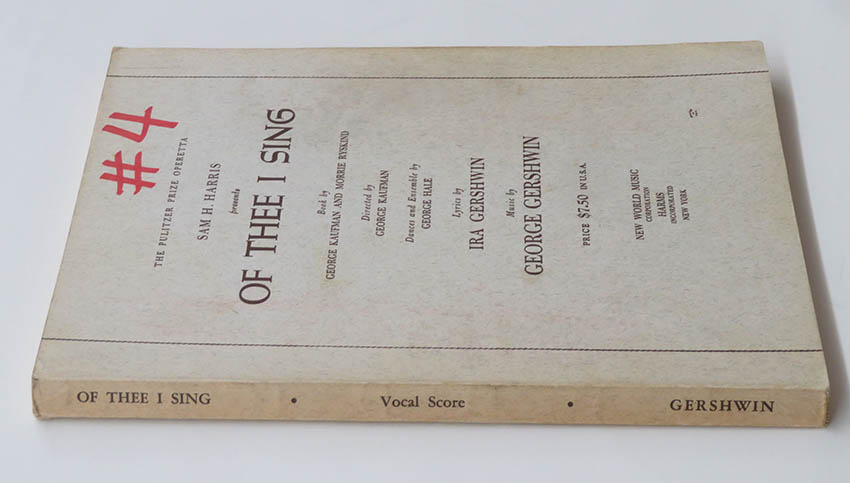 #4
THE PULITZER PRIZE OPERETTA
SAM H. HARRIS
presents
OF THEE I SING
Book by
GEORGE KAUFMAN AND MORRIE RYSKIND
Directed by
GEORGE KAUFMAN
Dances and Ensemble by
GEORGE HALE
Lyrics by
IRA GERSHWIN
Music by
GEORGE GERSHWIN
PRICE $7.50 IN U.S.A.
NEW WORLD MUSIC
CORPORATION
HARMS
INCORPORATED
NEW YORK
OF THEE I SING • Vocal Score • GERSHWIN